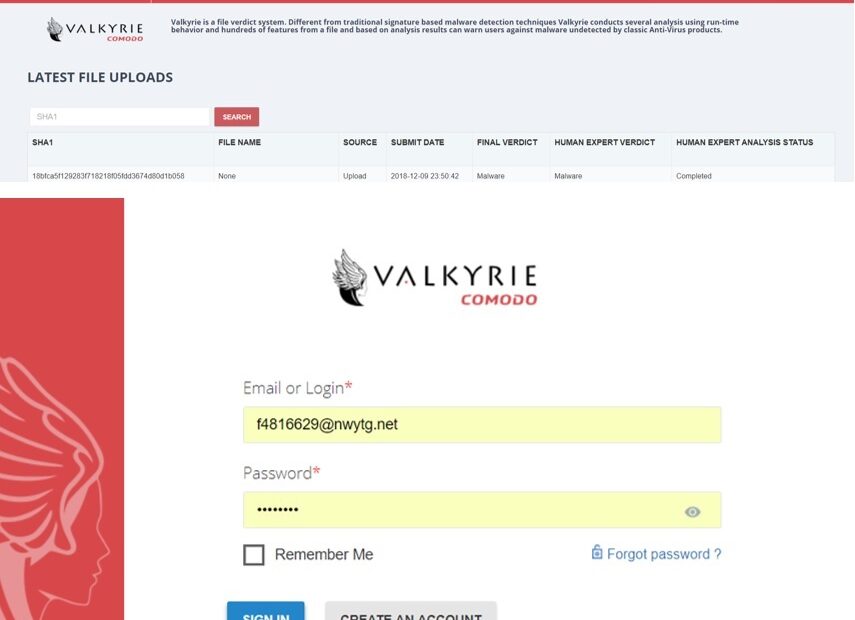 VALKYRIE
COMODO
Valkyrie is a file verdict system. Different from traditional signature based malware detection techniques Valkyrie conducts several analysis using run-time
behavior and hundreds of features from a file and based on analysis results can warn users against malware undetected by classic Anti-Virus products.
LATEST FILE UPLOADS
SHA1
SEARCH
SHA1 FILE NAME SOURCE SUBMIT DATE FINAL VERDICT HUMAN EXPERT VERDICT HUMAN EXPERT ANALYSIS STATUS
18bfca5f129283f718218f05fdd3674d80d1b058 None Upload 2018-12-09 23:50:42 Malware Malware Completed
VALKYRIE
COMODO
Email or Login*
f4816629@nwytg.net
Password*
••••••••
Remember Me Forgot password ?
SIGN IN CREATE AN ACCOUNT